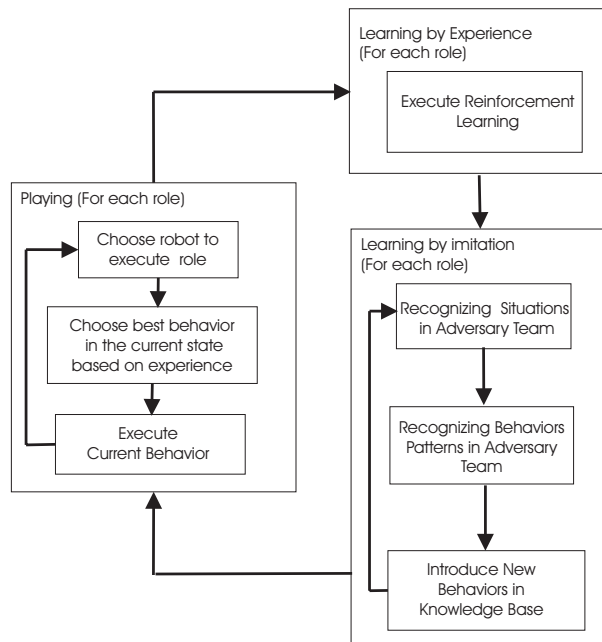 Learning by Experience
(For each role)
Execute Reinforcement
Learning
Playing (For each role)
Choose robot to
execute role
Choose best behavior
in the current state
based on experience
Execute
Current Behavior
Learning by imitation
(For each role)
Recognizing Situations
in Adversary Team
Recognizing Behaviors
Patterns in Adversary
Team
Introduce New
Behaviors in
Knowledge Base